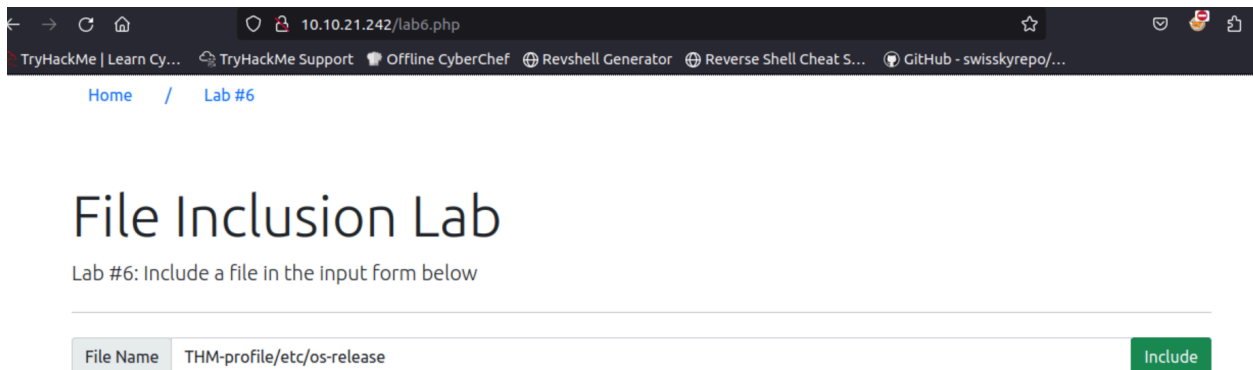 10.10.21.242/lab6.php
TryHackMe | Learn Cy... TryHackMe Support Offline CyberChef Revshell Generator Reverse Shell Cheat S... GitHub - swisskyrepo/...
Home / Lab #6
File Inclusion Lab
Lab #6: Include a file in the input form below
File Name THM-profile/etc/os-release Include